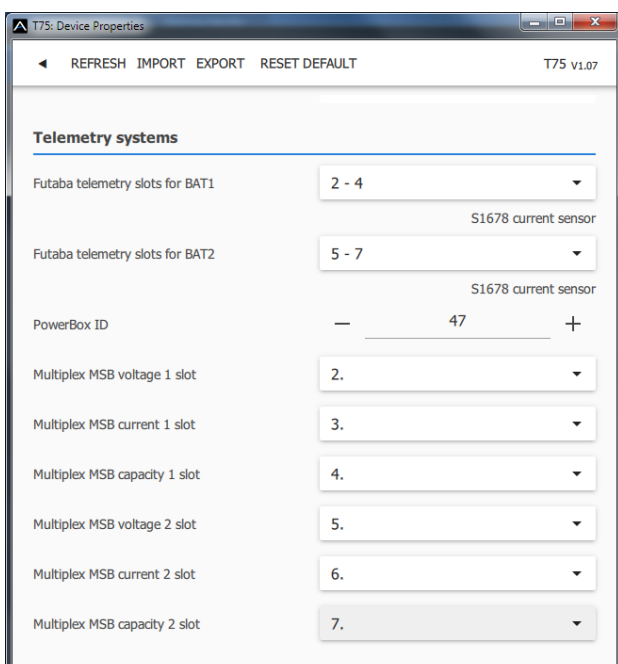 T75: Device Properties
REFRESH IMPORT EXPORT RESET DEFAULT T75 V1.07
Telemetry systems
Futaba telemetry slots for BAT1 2 - 4
S1678 current sensor
Futaba telemetry slots for BAT2 5 - 7
S1678 current sensor
PowerBox ID 47
Multiplex MSB voltage 1 slot 2.
Multiplex MSB current 1 slot 3.
Multiplex MSB capacity 1 slot 4.
Multiplex MSB voltage 2 slot 5.
Multiplex MSB current 2 slot 6.
Multiplex MSB capacity 2 slot 7.